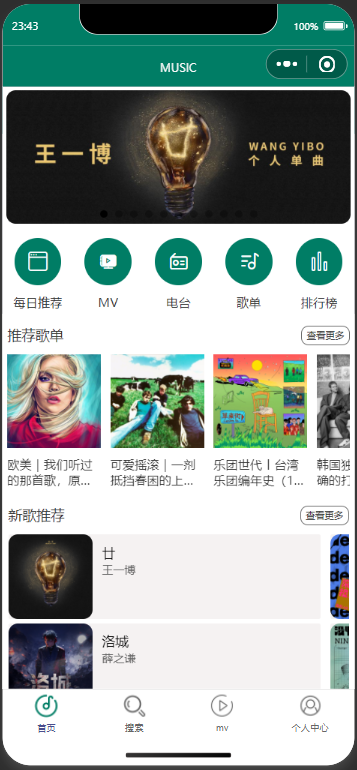 23:43
100%
MUSIC
王一博
WANG YIBO
个人单曲
每日推荐
MV
电台
歌单
排行榜
推荐歌单
查看更多
欧美｜我们听过
的那首歌，原...
可爱摇滚｜一剂
抵挡春困的上...
乐团世代｜台湾
乐团编年史（1...
韩国独
确的打
新歌推荐
查看更多
廿
王一博
洛城
薛之谦
洛城
首页
搜索
mv
个人中心